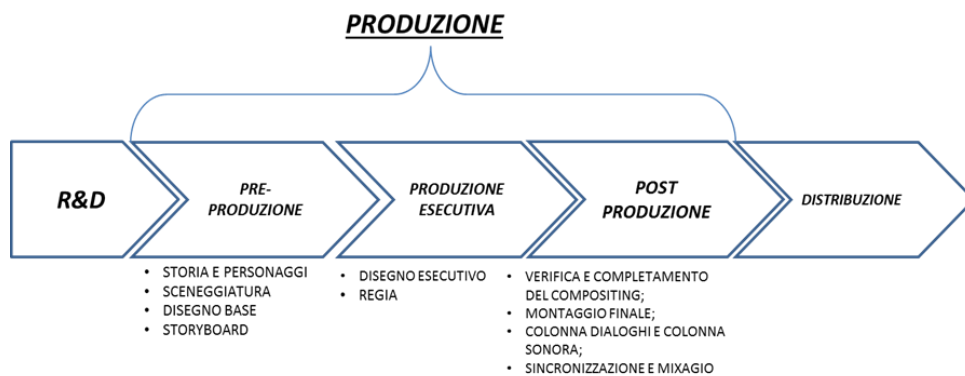 PRODUZIONE
R&D
PRE-
PRODUZIONE
PRODUZIONE
ESECUTIVA
POST
PRODUZIONE
DISTRIBUZIONE
• STORIA E PERSONAGGI
• SCENEGGIATURA
• DISEGNO BASE
• STORYBOARD
• DISEGNO ESECUTIVO
• REGIA
• VERIFICA E COMPLETAMENTO
DEL COMPOSITING;
• MONTAGGIO FINALE;
• COLONNA DIALOGHI E COLONNA
SONORA;
• SINCRONIZZAZIONE E MIXAGIO